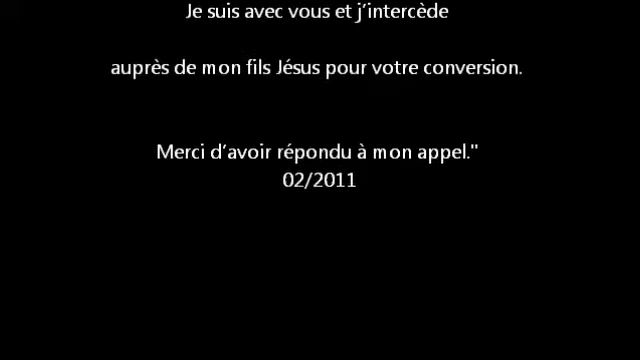 Je suis avec vous et j’intercède
auprès de mon fils Jésus pour votre conversion.
Merci d’avoir répondu à mon appel."
02/2011